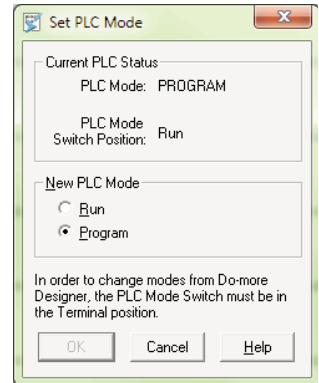 Set PLC Mode
Current PLC Status
PLC Mode: PROGRAM
PLC Mode
Switch Position: Run
New PLC Mode
Run
Program
In order to change modes from Do-more
Designer, the PLC Mode Switch must be in
the Terminal position.
OK Cancel Help